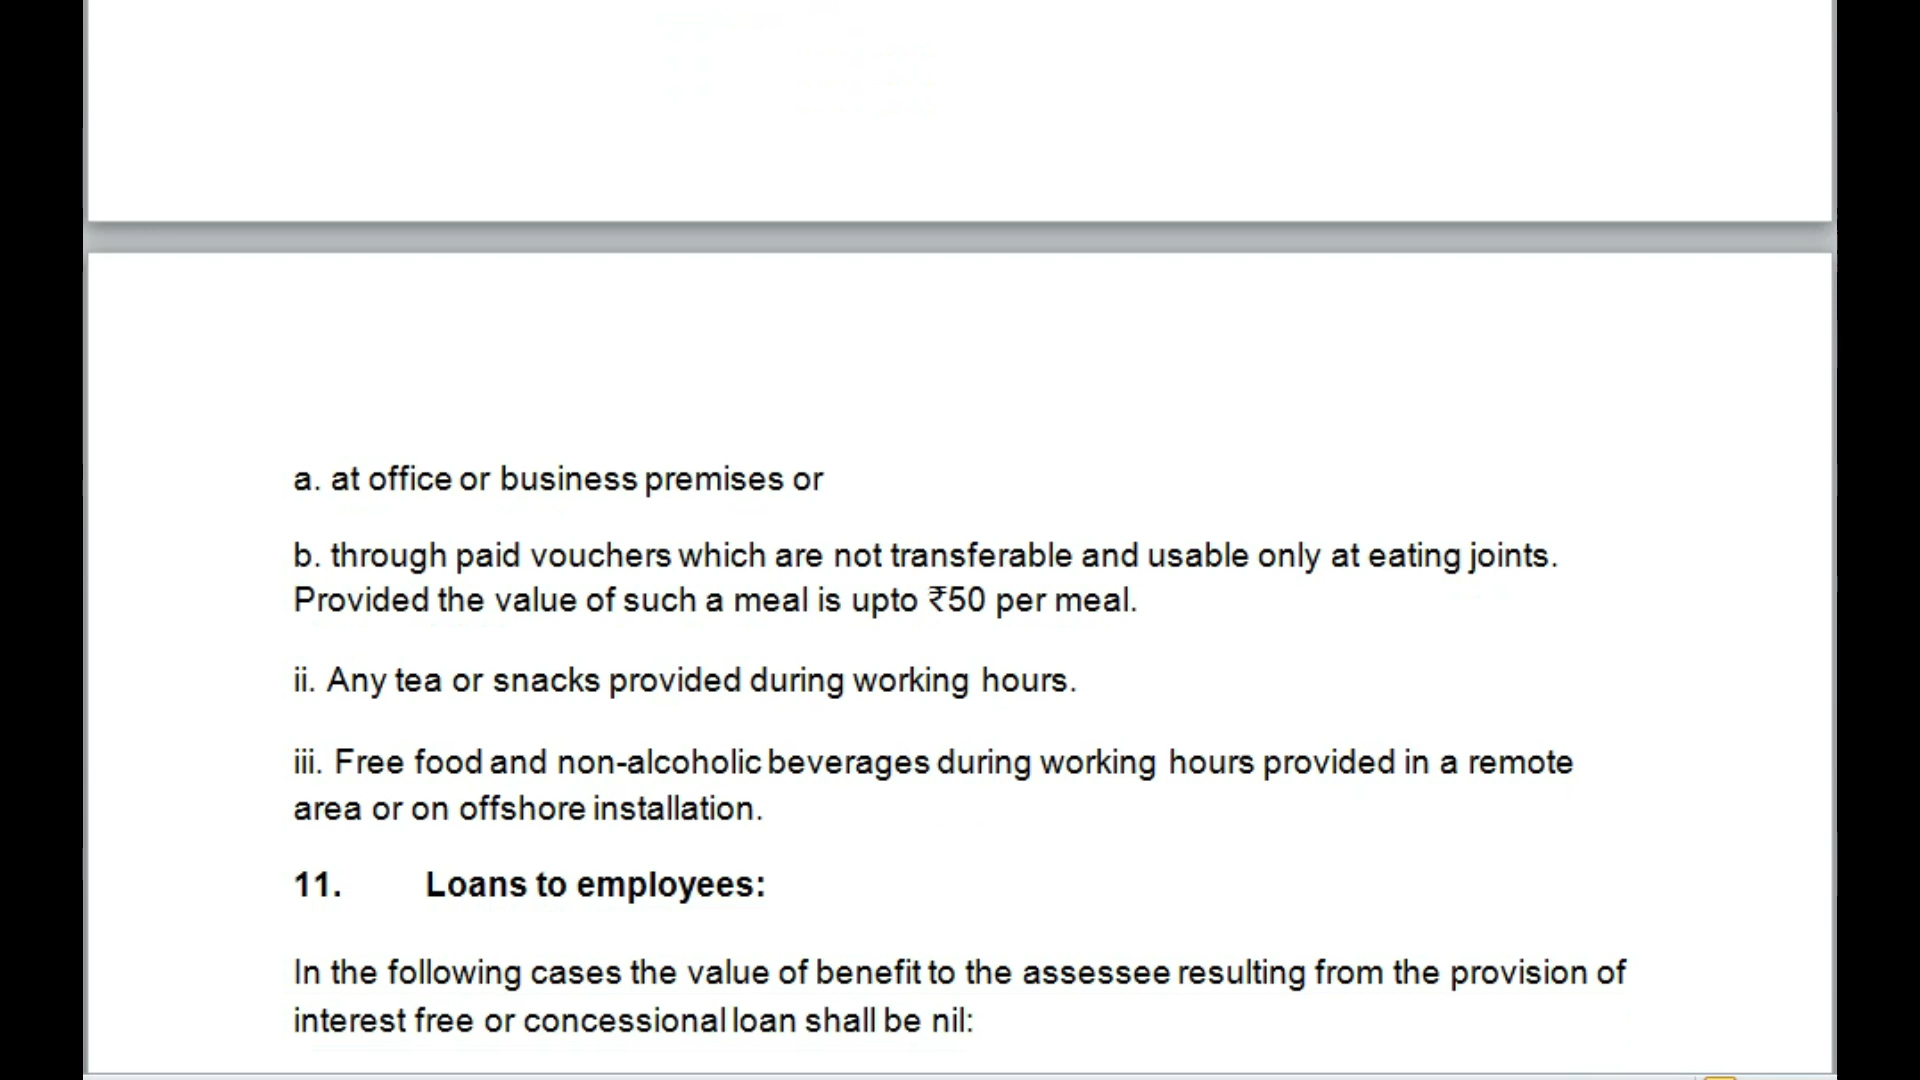 a. at office or business premises or
b. through paid vouchers which are not transferable and usable only at eating joints.
Provided the value of such a meal is upto ₹50 per meal.
ii. Any tea or snacks provided during working hours.
iii. Free food and non-alcoholic beverages during working hours provided in a remote
area or on offshore installation.
11. Loans to employees:
In the following cases the value of benefit to the assessee resulting from the provision of
interest free or concessional loan shall be nil: